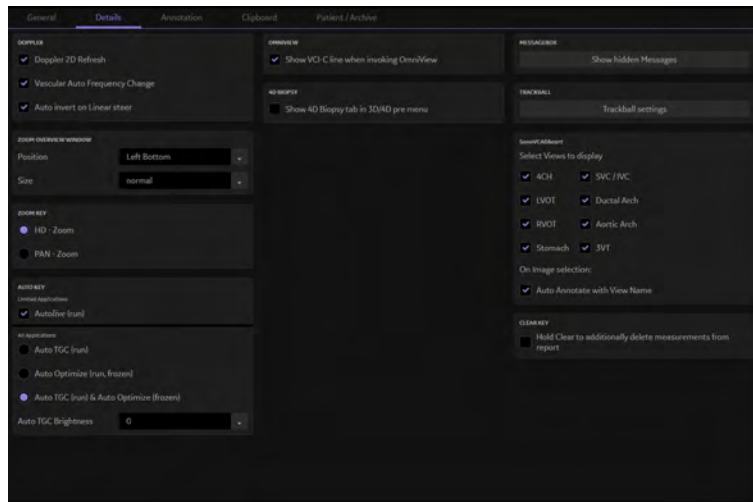 General Details Annotation Clipboard Patient / Archive
DOPPLER
Doppler 2D Refresh
Vascular Auto Frequency Change
Auto invert on Linear steer
ZOOM OVERVIEW WINDOW
Position Left Bottom
Size normal
ZOOM KEY
HD - Zoom
PAN - Zoom
AUTO KEY
Limited Applications
Autolive (run)
All Applications
Auto TGC (run)
Auto Optimize (run, frozen)
Auto TGC (run) & Auto Optimize (frozen)
Auto TGC Brightness 0
OMNIVIEW
Show VCI-C line when invoking OmniView
4D BIOPSY
Show 4D Biopsy tab in 3D/4D pre menu
MESSAGEBOX
Show hidden Messages
TRACKBALL
Trackball settings
SonoVCADheart
Select Views to display
4CH SVC / IVC
LVOT Ductal Arch
RVOT Aortic Arch
Stomach 3VT
On Image selection:
Auto Annotate with View Name
CLEAR KEY
Hold Clear to additionally delete measurements from
report